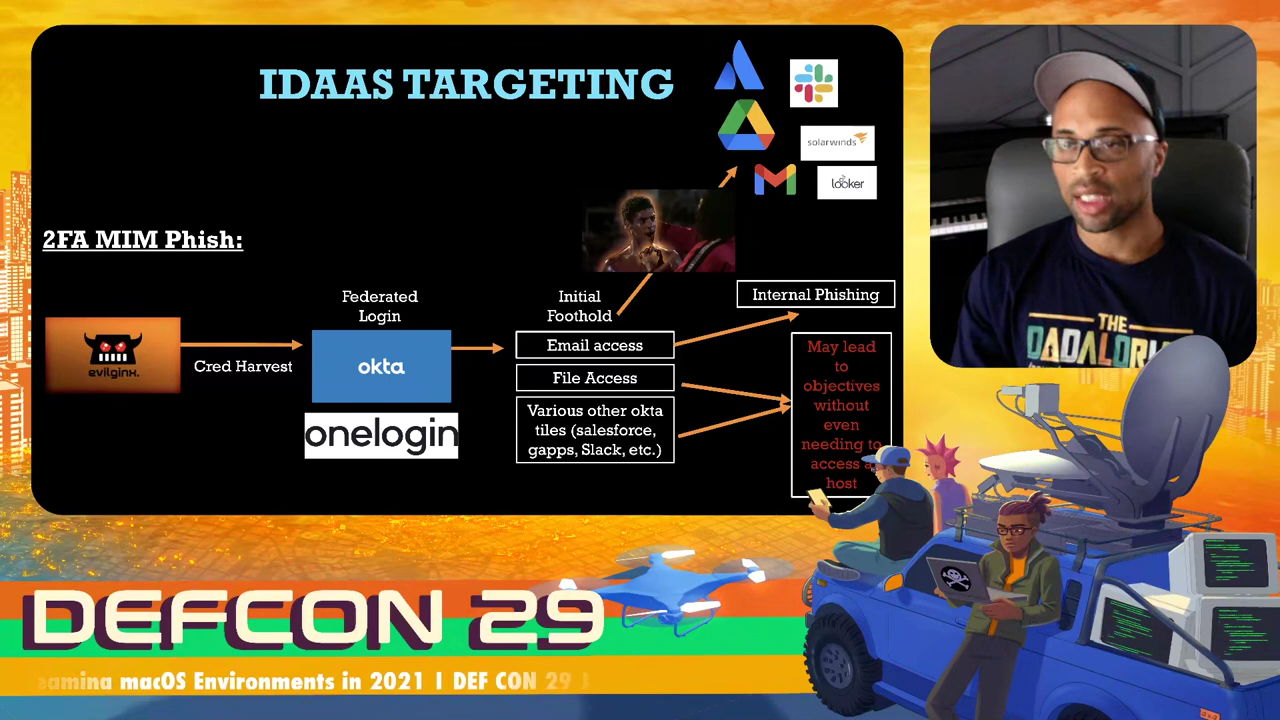 IDAAS TARGETING
solarwinds
looker
2FA MIM Phish:
evilginx.
Cred Harvest
Federated
Login
okta
onelogin
Initial
Foothold
Email access
File Access
Various other okta
tiles (salesforce,
gapps, Slack, etc.)
Internal Phishing
May lead
to
objectives
without
even
needing to
access a
host
THE
DEFCON 29
macOS Environments in 2021 | DEF CON 29